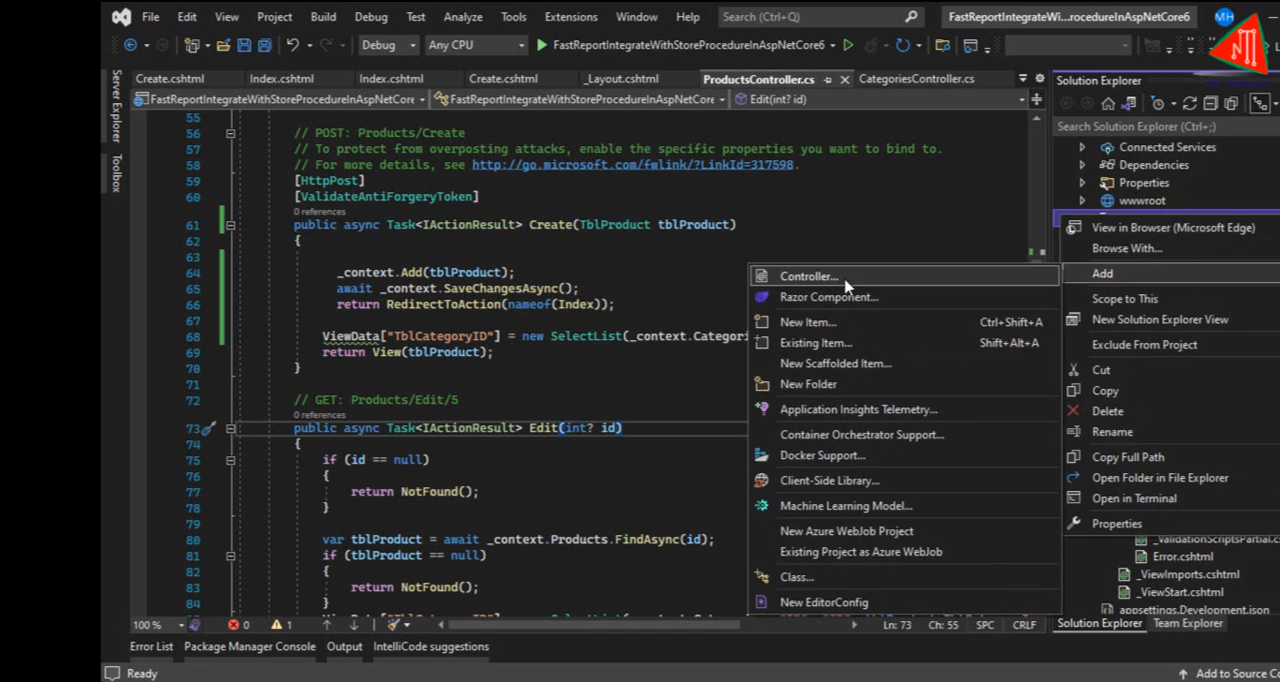 File Edit View Project Build Debug Test Analyze Tools Extensions Window Help Search (Ctrl+Q) FastReportIntegrateWi...rocedureInAspNetCore6 MH
Debug Any CPU FastReportIntegrateWithStoreProcedureInAspNetCore6
Create.cshtml Index.cshtml Index.cshtml Create.cshtml _Layout.cshtml ProductsController.cs CategoriesController.cs
FastReportIntegrateWithStoreProcedureInAspNetCore FastReportIntegrateWithStoreProcedureInAspNetCore Edit(int? id)
Server Explorer
Toolbox
55
56 // POST: Products/Create
57 // To protect from overposting attacks, enable the specific properties you want to bind to.
58 // For more details, see http://go.microsoft.com/fwlink/?LinkId=317598.
59 [HttpPost]
60 [ValidateAntiForgeryToken]
0 references
61 public async Task<IActionResult> Create(TblProduct tblProduct)
62 {
63
64 _context.Add(tblProduct);
65 await _context.SaveChangesAsync();
66 return RedirectToAction(nameof(Index));
67
68 ViewData["TblCategoryID"] = new SelectList(_context.Categori
69 return View(tblProduct);
70 }
71
72 // GET: Products/Edit/5
0 references
73 public async Task<IActionResult> Edit(int? id)
74 {
75 if (id == null)
76 {
77 return NotFound();
78 }
79
80 var tblProduct = await _context.Products.FindAsync(id);
81 if (tblProduct == null)
82 {
83 return NotFound();
84 }
Controller...
Razor Component...
New Item... Ctrl+Shift+A
Existing Item... Shift+Alt+A
New Scaffolded Item...
New Folder
Application Insights Telemetry...
Container Orchestrator Support...
Docker Support...
Client-Side Library...
Machine Learning Model...
New Azure WebJob Project
Existing Project as Azure WebJob
Class...
New EditorConfig
Solution Explorer
Search Solution Explorer (Ctrl+;)
Connected Services
Dependencies
Properties
wwwroot
View in Browser (Microsoft Edge)
Browse With...
Add
Scope to This
New Solution Explorer View
Exclude From Project
Cut
Copy
Delete
Rename
Copy Full Path
Open Folder in File Explorer
Open in Terminal
Properties
_ValidationScriptsPartial.cs
Error.cshtml
_ViewImports.cshtml
_ViewStart.cshtml
appsettings.Development.json
Solution Explorer Team Explorer
100 % 0 1 Ln: 73 Ch: 55 SPC CRLF
Error List Package Manager Console Output IntelliCode suggestions
Ready Add to Source Co